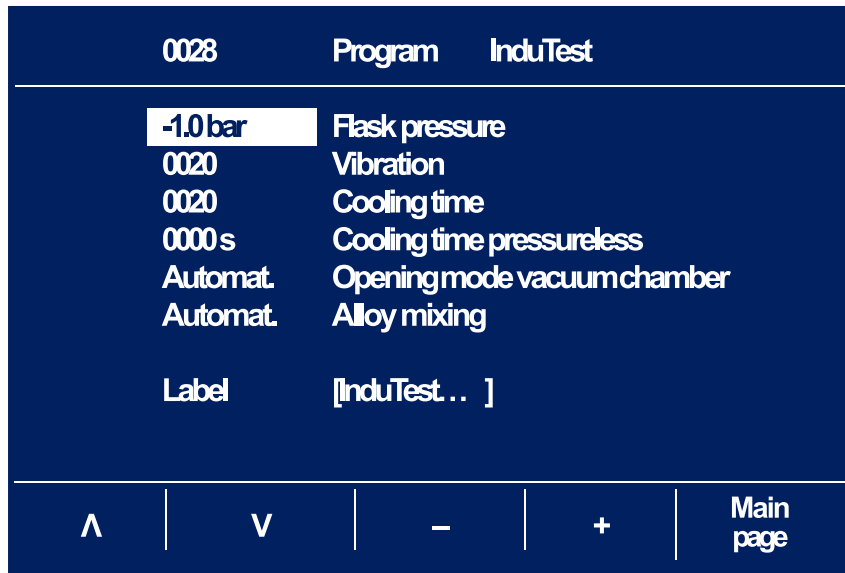 0028 Program InduTest
-1.0 bar Flask pressure
0020 Vibration
0020 Cooling time
0000 s Cooling time pressureless
Automat. Opening mode vacuum chamber
Automat. Alloy mixing
Label [InduTest... ]
Λ V – + Main page